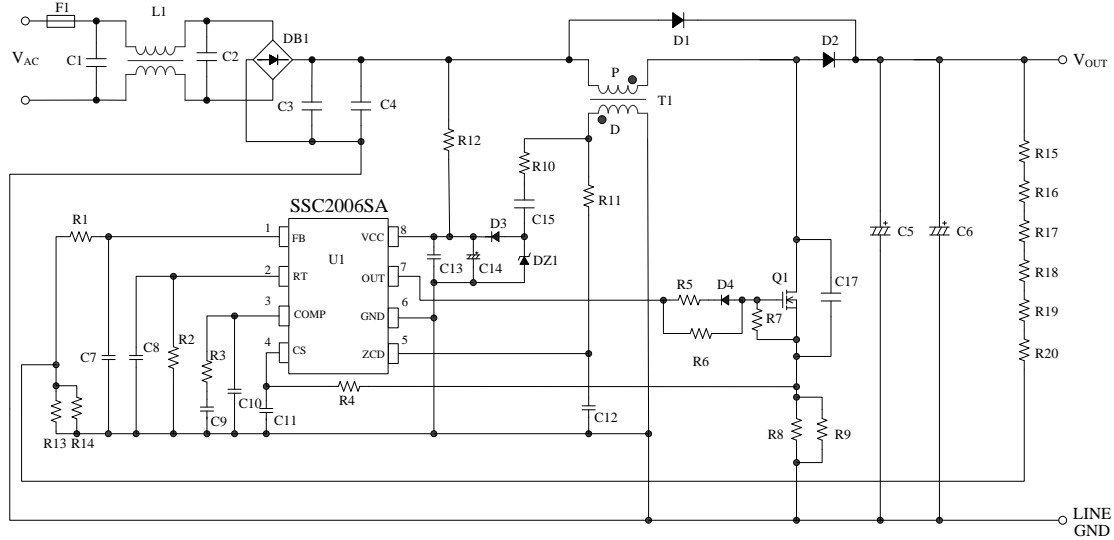 F1
L1
D1
DB1
D2
VAC
C1
C2
VOUT
P
T1
C3
C4
D
R12
R10
R15
R11
R16
SSC2006SA
C15
R1
1
8
D3
FB
VCC
C5
C6
R17
U1
C13
C14
DZ1
2
7
RT
OUT
R18
Q1
R5
D4
C17
3
6
COMP
GND
R7
R19
R2
4
5
R3
CS
ZCD
R6
R20
C7
C8
R4
C10
C9
C11
C12
R13
R14
R8
R9
LINE
GND